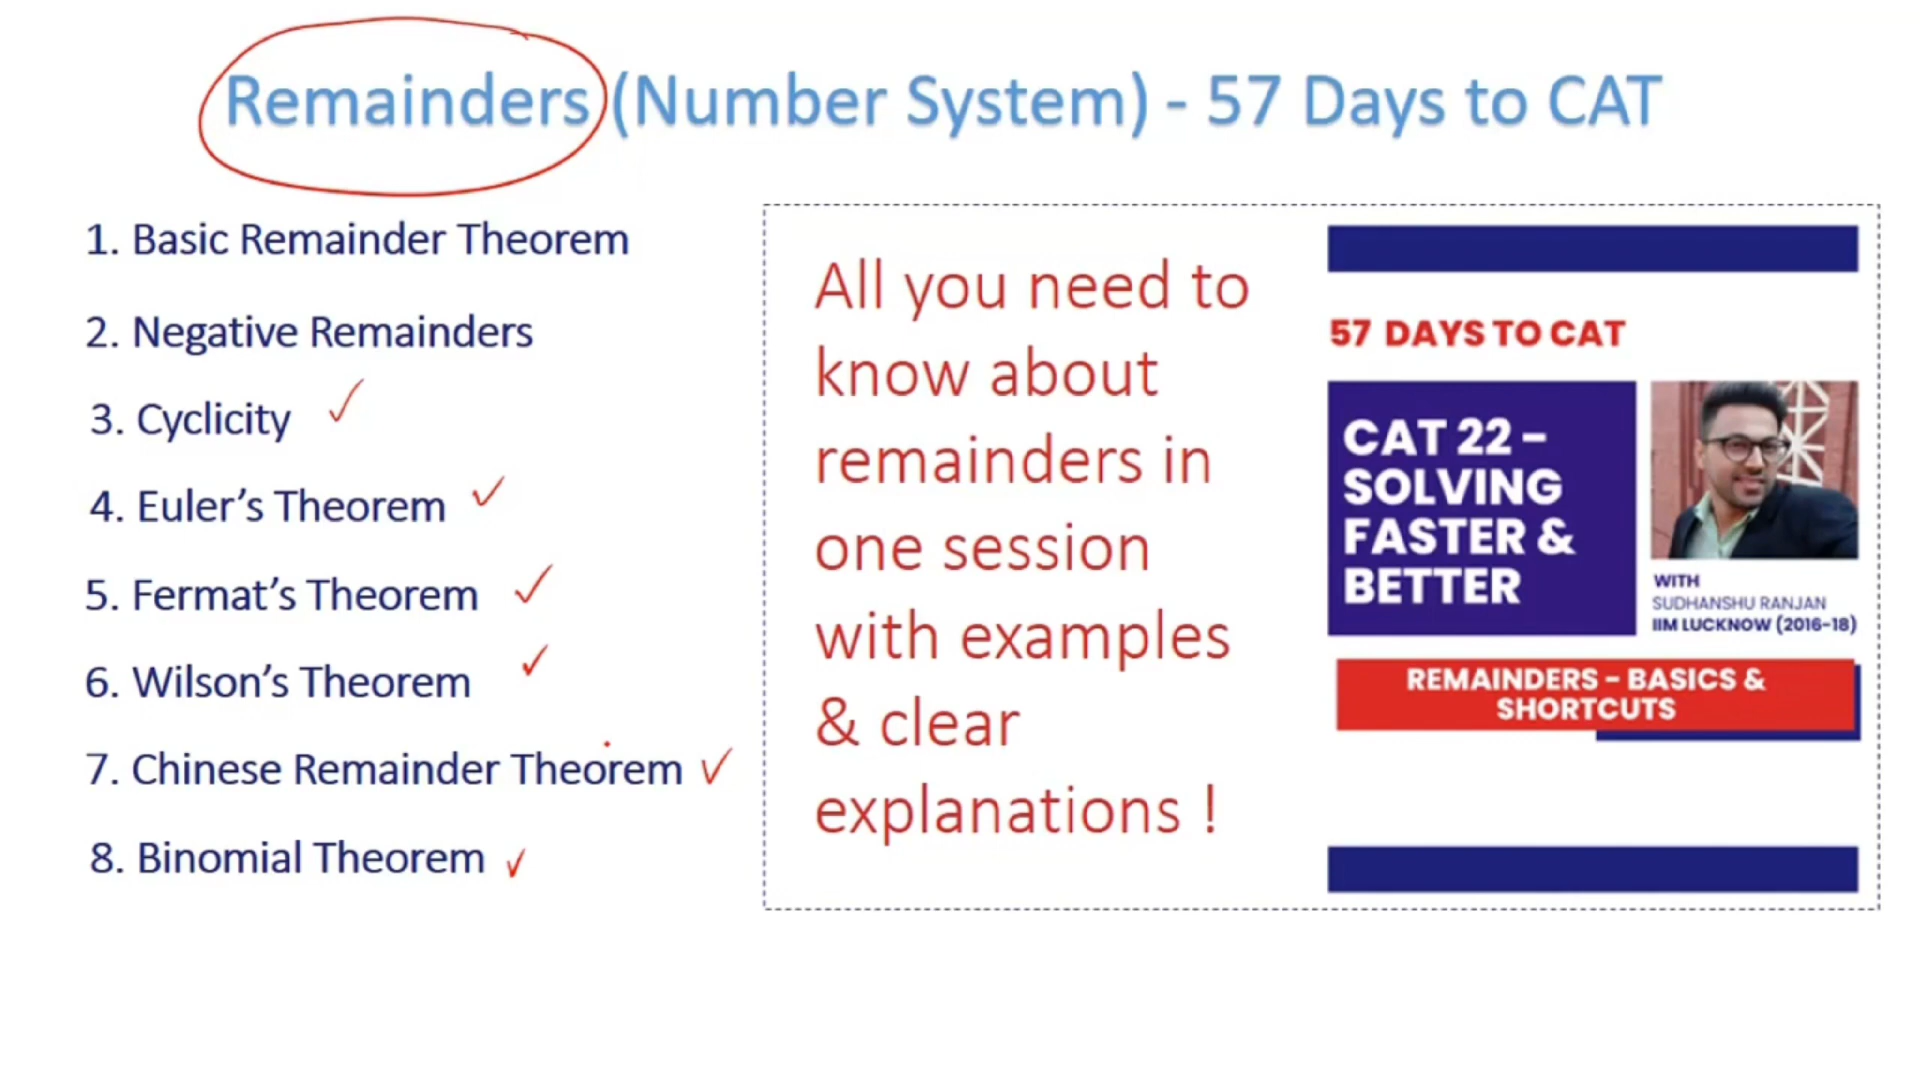 Remainders (Number System) - 57 Days to CAT
1. Basic Remainder Theorem
2. Negative Remainders
3. Cyclicity
4. Euler’s Theorem
5. Fermat’s Theorem
6. Wilson’s Theorem
7. Chinese Remainder Theorem
8. Binomial Theorem
All you need to
know about
remainders in
one session
with examples
& clear
explanations !
57 DAYS TO CAT
CAT 22 -
SOLVING
FASTER &
BETTER
WITH
SUDHANSHU RANJAN
IIM LUCKNOW (2016-18)
REMAINDERS - BASICS &
SHORTCUTS